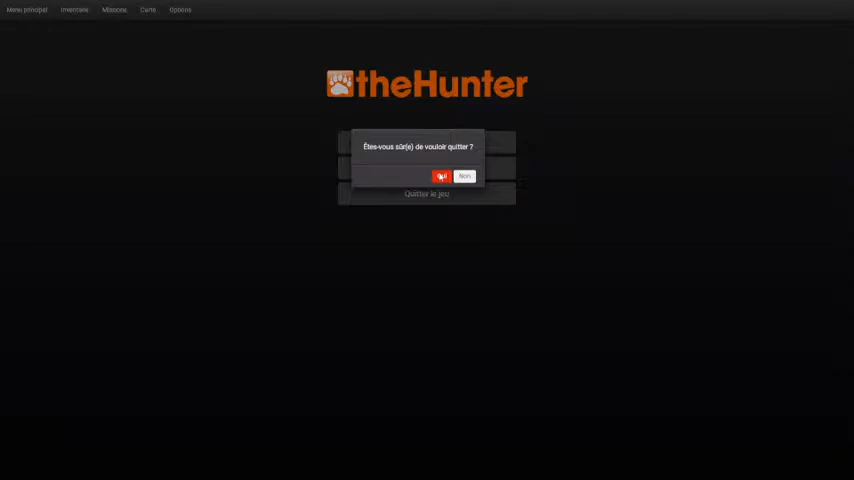 Menu principal Inventaire Missions Carte Options
theHunter
Êtes-vous sûr(e) de vouloir quitter ?
Oui Non
Quitter le jeu